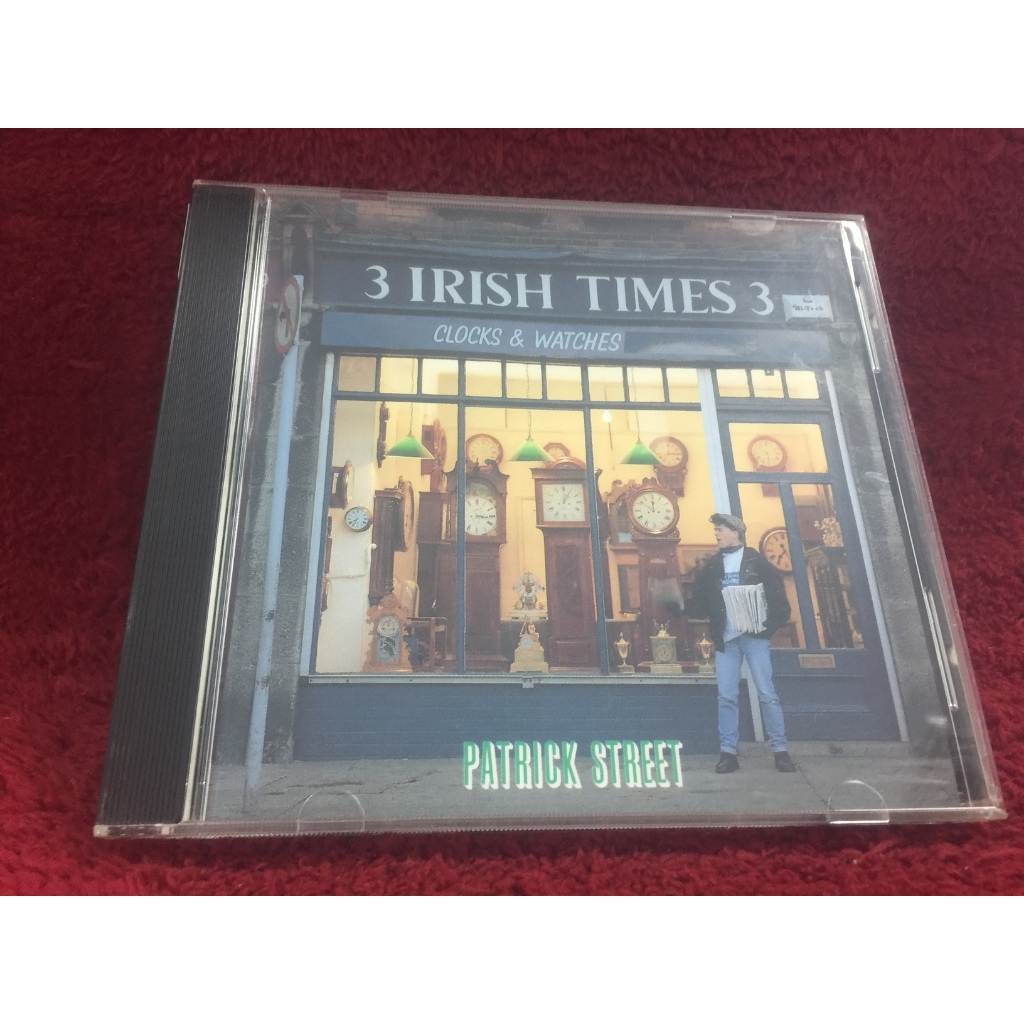 3 IRISH TIMES 3
CLOCKS & WATCHES
PATRICK STREET